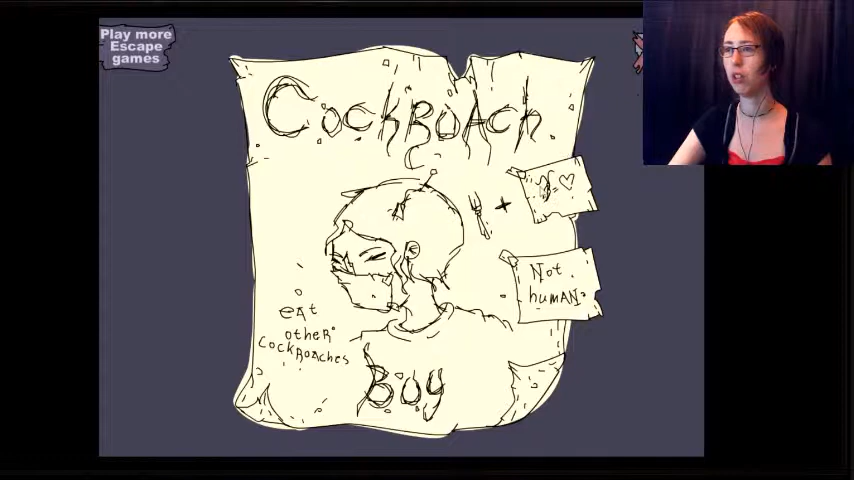 Play more
Escape
games
CockRoAch
Not
humAN?
eAt
otheR
cockRoAches
Boy